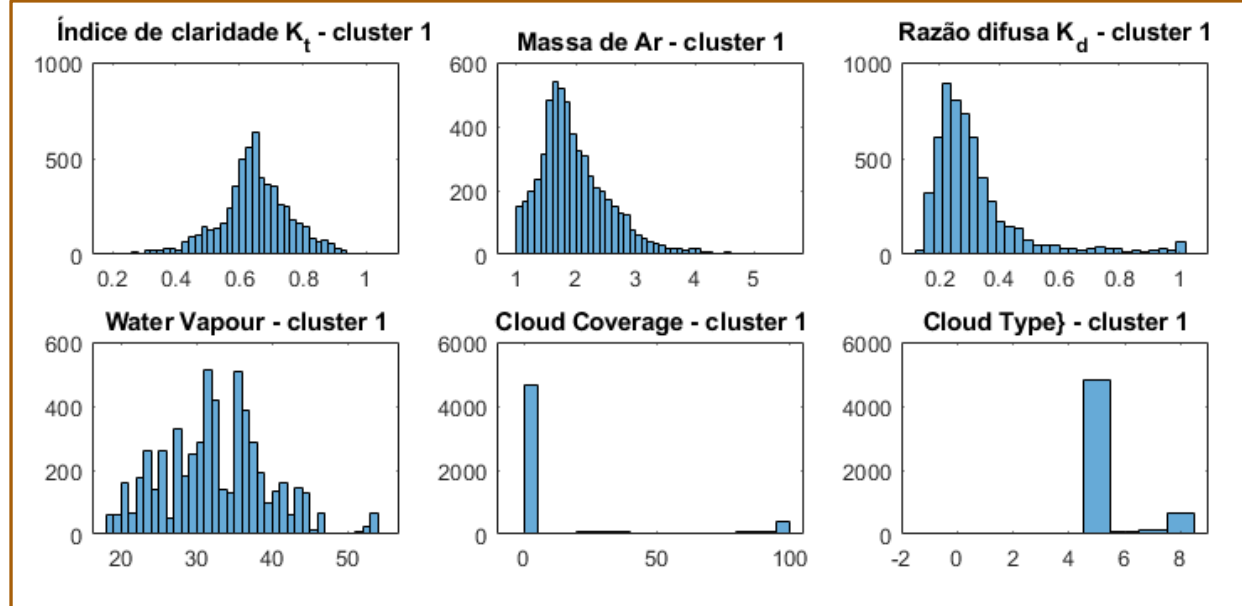 Índice de claridade K_t - cluster 1
1000
500
0
0.2 0.4 0.6 0.8 1
Massa de Ar - cluster 1
600
400
200
0
1 2 3 4 5
Razão difusa K_d - cluster 1
1000
500
0
0.2 0.4 0.6 0.8 1
Water Vapour - cluster 1
600
400
200
0
20 30 40 50
Cloud Coverage - cluster 1
6000
4000
2000
0
0 50 100
Cloud Type} - cluster 1
6000
4000
2000
0
-2 0 2 4 6 8